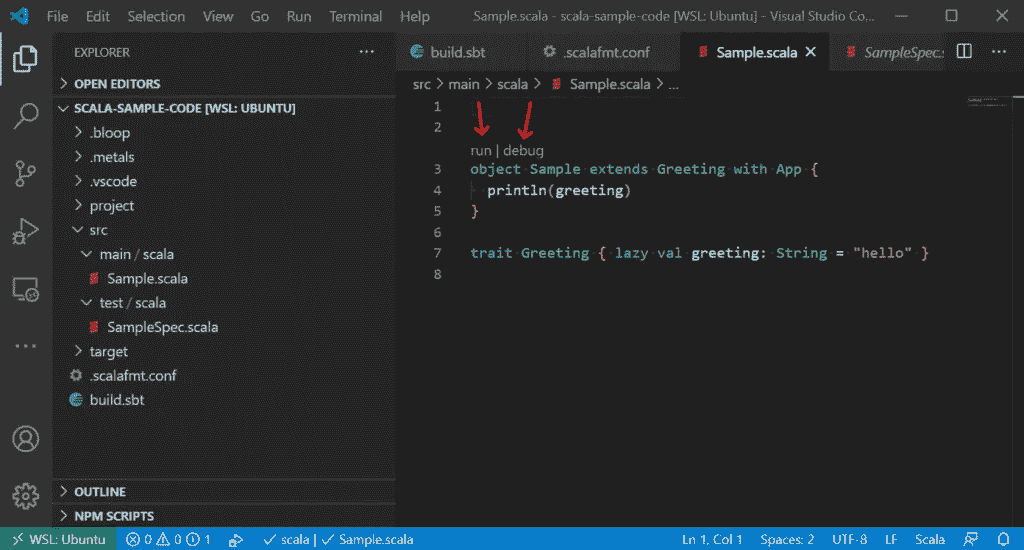 File Edit Selection View Go Run Terminal Help Sample.scala - scala-sample-code [WSL: Ubuntu] - Visual Studio Co...
EXPLORER
OPEN EDITORS
SCALA-SAMPLE-CODE [WSL: UBUNTU]
.bloop
.metals
.vscode
project
src
main / scala
Sample.scala
test / scala
SampleSpec.scala
target
.scalafmt.conf
build.sbt
OUTLINE
NPM SCRIPTS
build.sbt .scalafmt.conf Sample.scala SampleSpec.s
src > main > scala > Sample.scala > ...
1
2
run | debug
3 object Sample extends Greeting with App {
4 println(greeting)
5 }
6
7 trait Greeting { lazy val greeting: String = "hello" }
8
WSL: Ubuntu 0 0 1 scala | Sample.scala Ln 1, Col 1 Spaces: 2 UTF-8 LF Scala